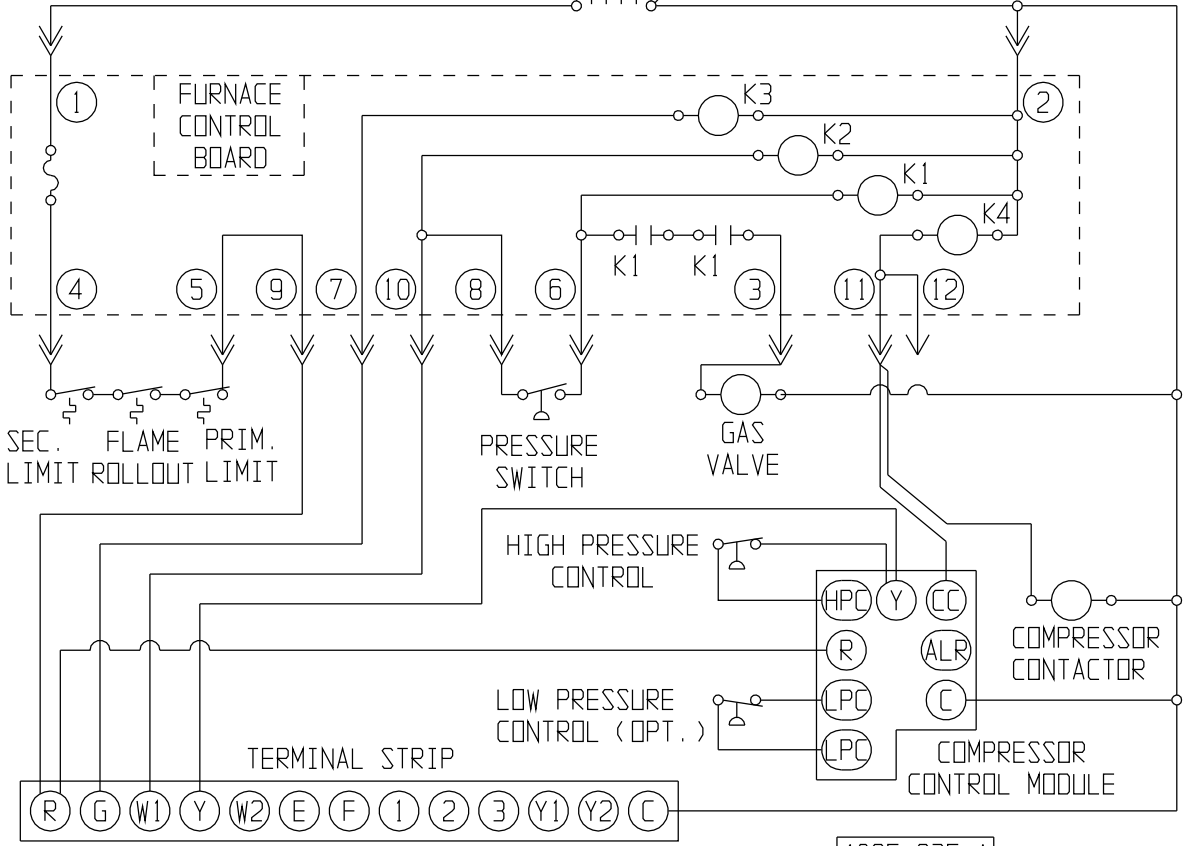 1
FURNACE
CONTROL
BOARD
K3
2
K2
K1
K4
K1
K1
4
5
9
7
10
8
6
3
11
12
SEC.
LIMIT
FLAME
ROLLOUT
PRIM.
LIMIT
PRESSURE
SWITCH
GAS
VALVE
HIGH PRESSURE
CONTROL
HPC
Y
CC
COMPRESSOR
CONTACTOR
R
ALR
LOW PRESSURE
CONTROL (OPT.)
LPC
C
LPC
COMPRESSOR
CONTROL MODULE
TERMINAL STRIP
R G W1 Y W2 E F 1 2 3 Y1 Y2 C